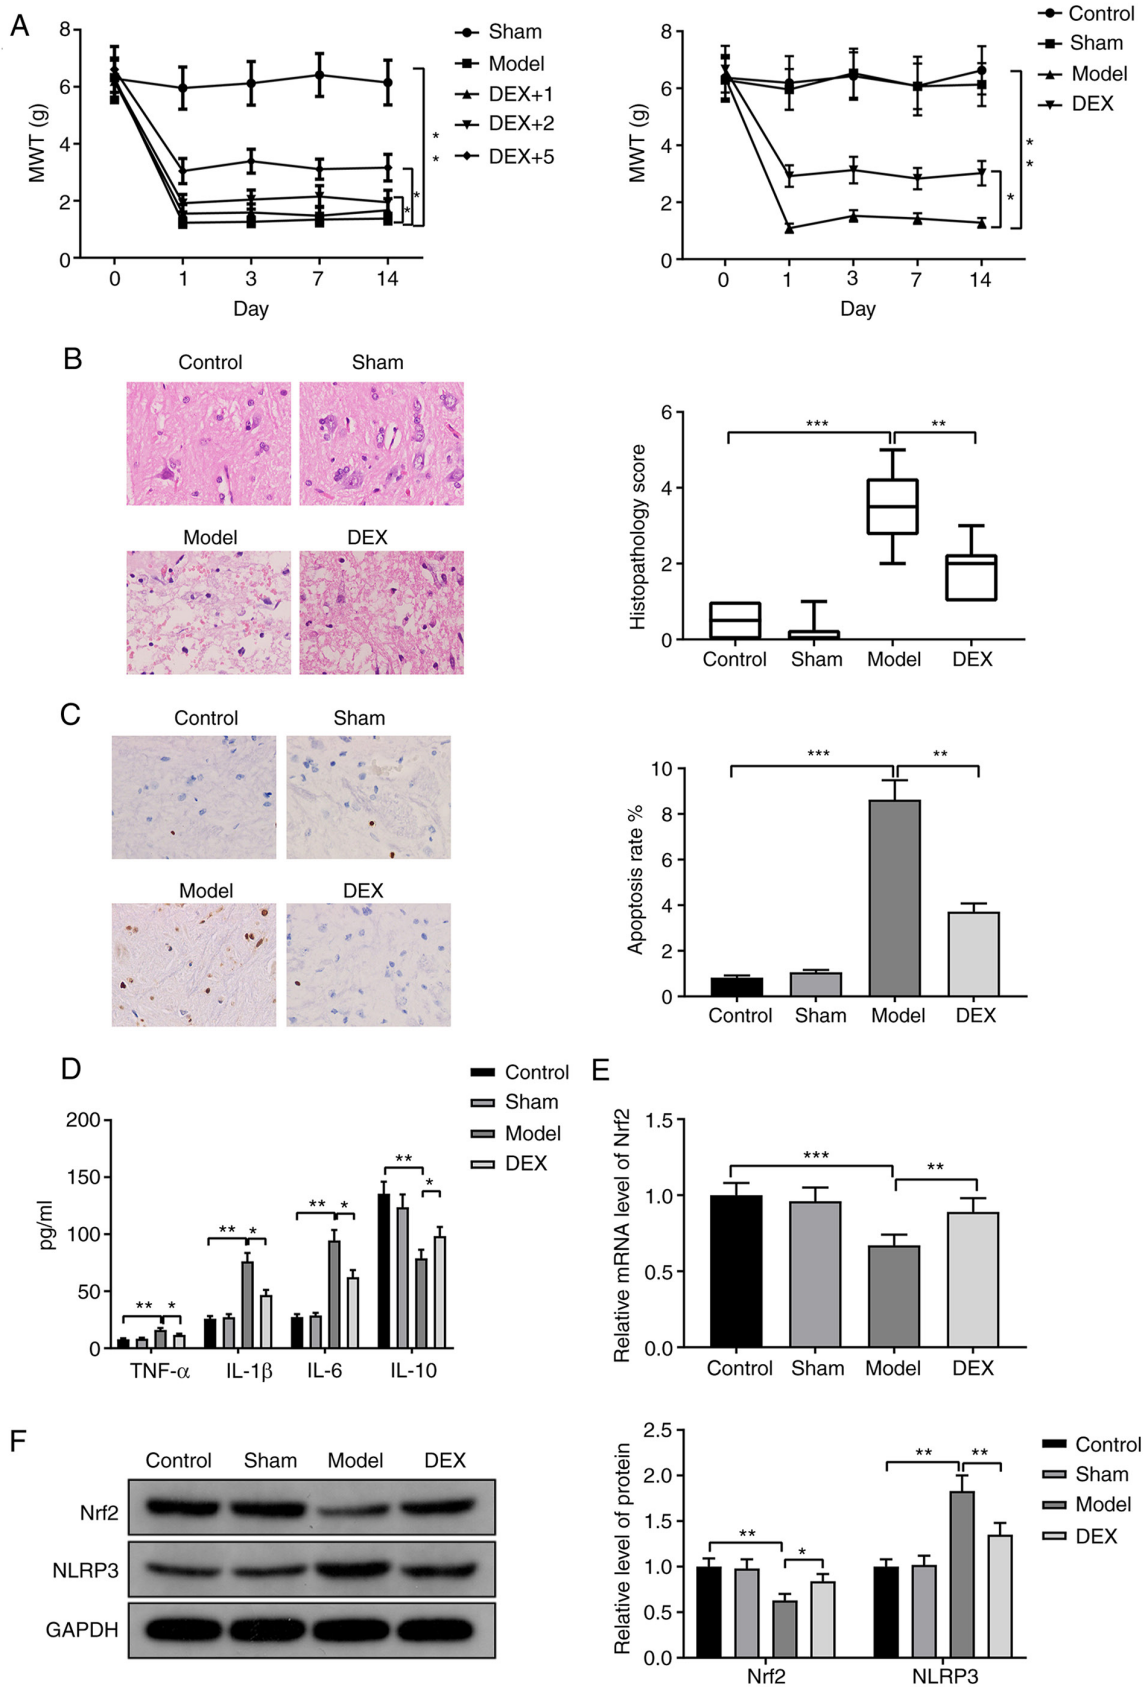 A
8
6
4
2
0
MWT (g)
0 1 3 7 14
Day
Sham
Model
DEX+1
DEX+2
DEX+5
*
*
*
*
8
6
4
2
0
MWT (g)
0 1 3 7 14
Day
Control
Sham
Model
DEX
*
*
*
B
Control Sham
Model DEX
6
4
2
0
Histopathology score
*** **
Control Sham Model DEX
C
Control Sham
Model DEX
10
8
6
4
2
0
Apoptosis rate %
*** **
Control Sham Model DEX
D
200
150
100
50
0
pg/ml
** *
** *
** *
** *
TNF-α IL-1β IL-6 IL-10
Control
Sham
Model
DEX
E
1.5
1.0
0.5
0.0
Relative mRNA level of Nrf2
*** **
Control Sham Model DEX
F
Control Sham Model DEX
Nrf2
NLRP3
GAPDH
2.5
2.0
1.5
1.0
0.5
0.0
Relative level of protein
** *
** **
Nrf2 NLRP3
Control
Sham
Model
DEX